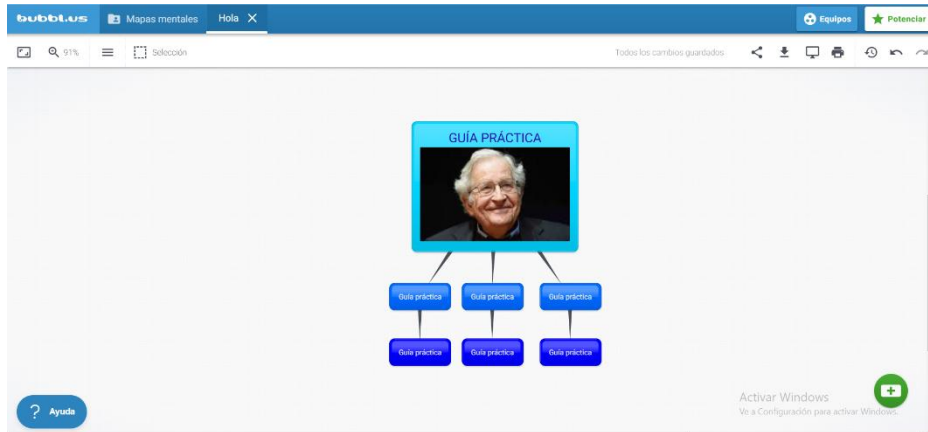 bubbl.us
Mapas mentales
Hola
Equipos
Potenciar
91%
Selección
Todos los cambios guardados
GUÍA PRÁCTICA
Guía práctica
Guía práctica
Guía práctica
Guía práctica
Guía práctica
Guía práctica
? Ayuda
Activar Windows
Ve a Configuración para activar Windows.